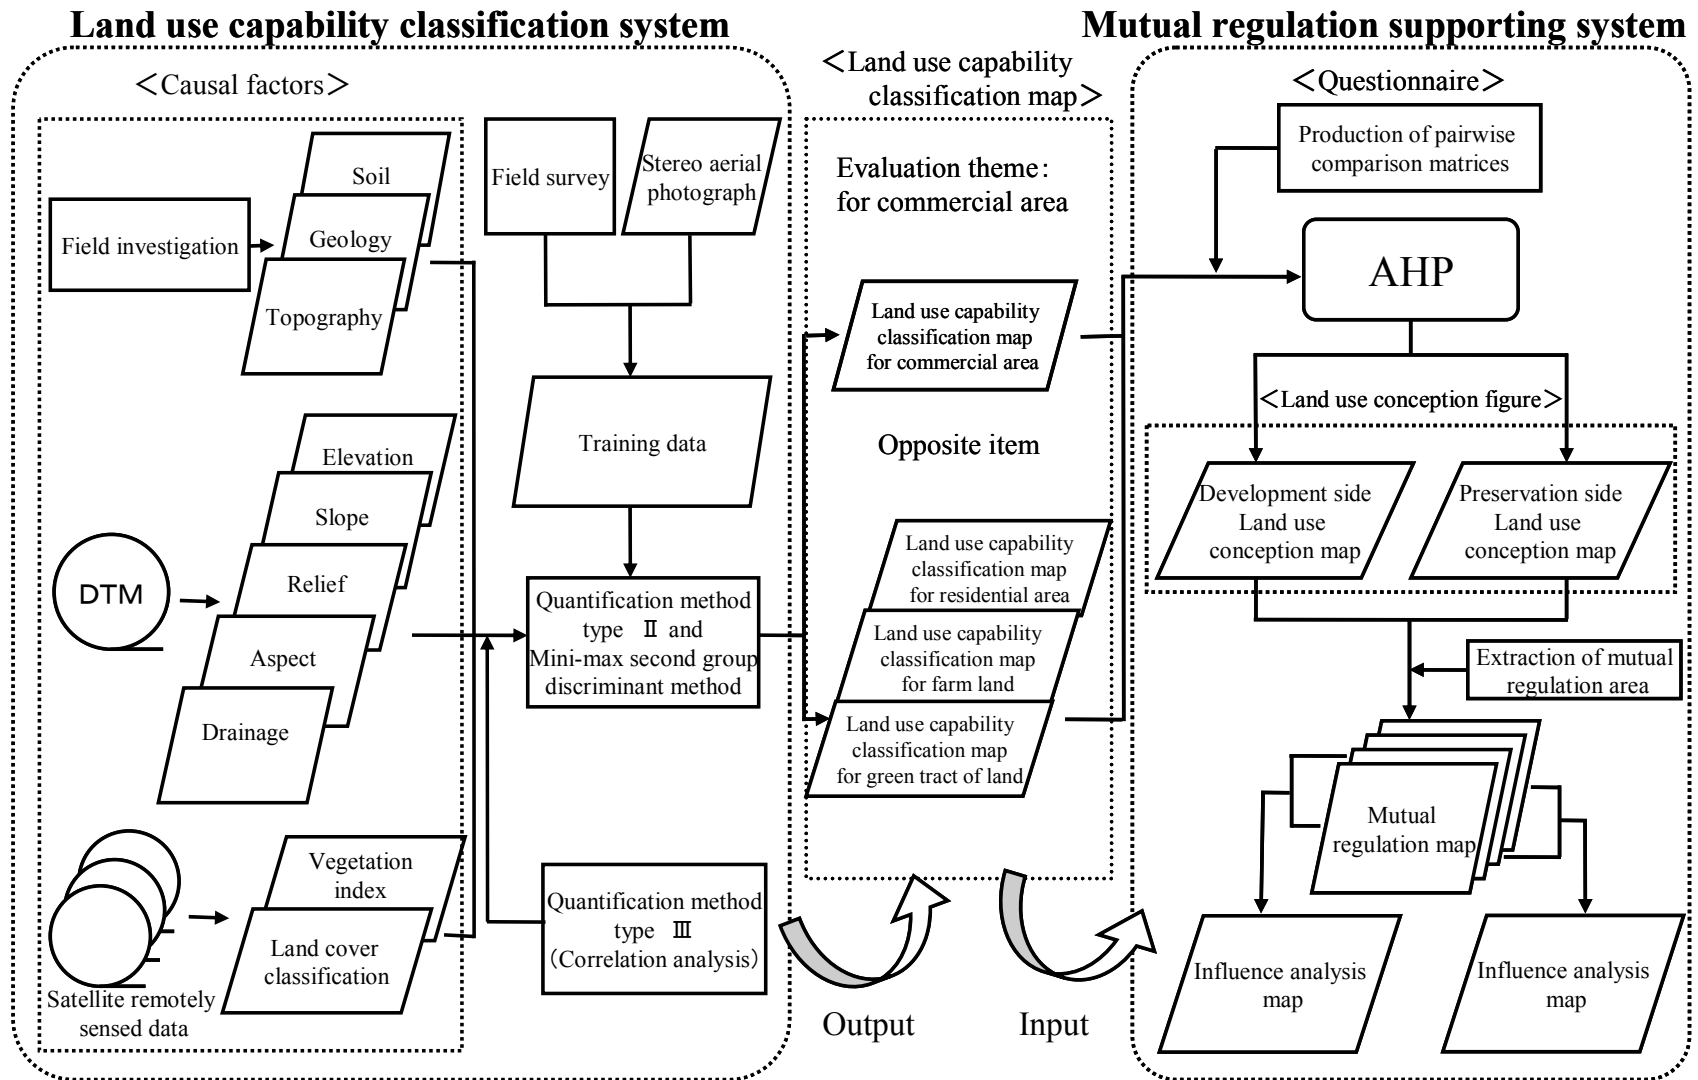 Land use capability classification system
Mutual regulation supporting system
＜Causal factors＞
Soil
Geology
Topography
Field investigation
Elevation
Slope
Relief
Aspect
Drainage
DTM
Vegetation
index
Land cover
classification
Satellite remotely
sensed data
Field survey
Stereo aerial
photograph
Training data
Quantification method
type Ⅱ and
Mini-max second group
discriminant method
Quantification method
type Ⅲ
（Correlation analysis）
＜Land use capability
classification map＞
Evaluation theme：
for commercial area
Land use capability
classification map
for commercial area
Opposite item
Land use capability
classification map
for residential area
Land use capability
classification map
for farm land
Land use capability
classification map
for green tract of land
Output
Input
＜Questionnaire＞
Production of pairwise
comparison matrices
AHP
＜Land use conception figure＞
Development side
Land use
conception map
Preservation side
Land use
conception map
Extraction of mutual
regulation area
Mutual
regulation map
Influence analysis
map
Influence analysis
map